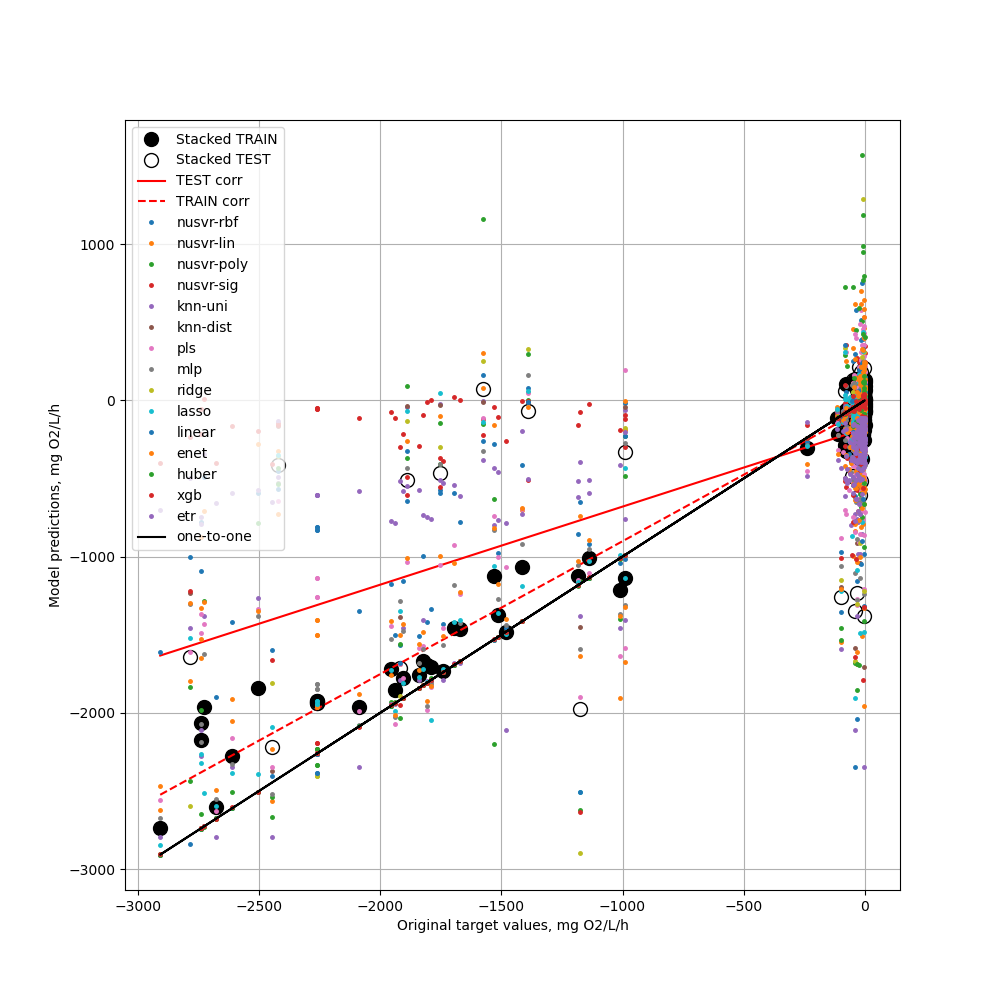 Model predictions, mg O2/L/h
1000
0
−1000
−2000
−3000
Stacked TRAIN
Stacked TEST
TEST corr
TRAIN corr
nusvr-rbf
nusvr-lin
nusvr-poly
nusvr-sig
knn-uni
knn-dist
pls
mlp
ridge
lasso
linear
enet
huber
xgb
etr
one-to-one
−3000 −2500 −2000 −1500 −1000 −500 0
Original target values, mg O2/L/h